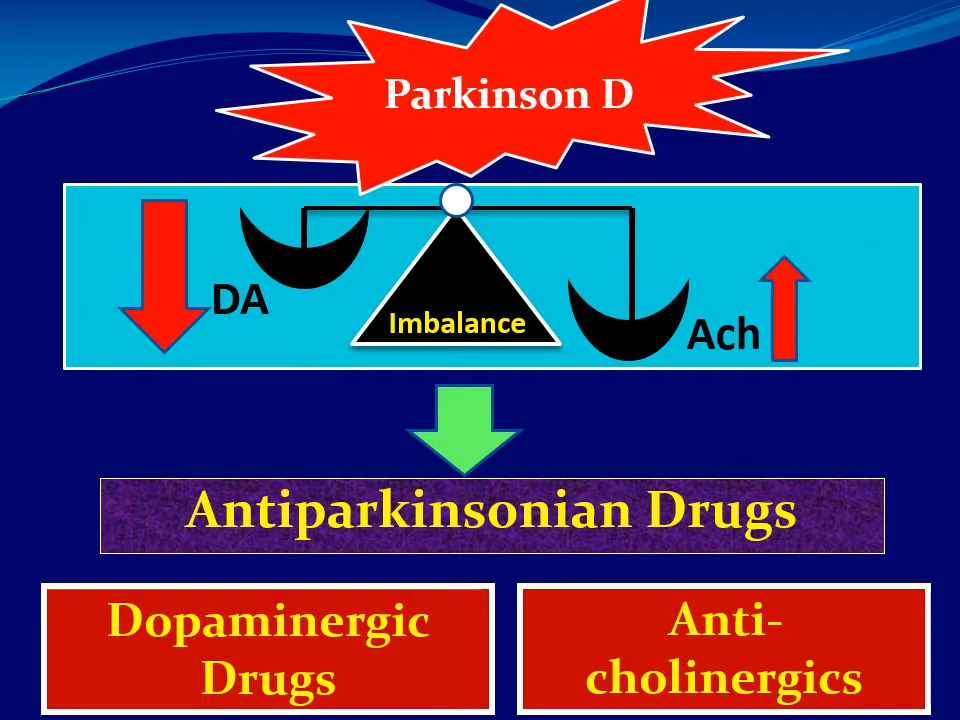 Parkinson D
DA
Imbalance
Ach
Antiparkinsonian Drugs
Dopaminergic
Drugs
Anti-
cholinergics